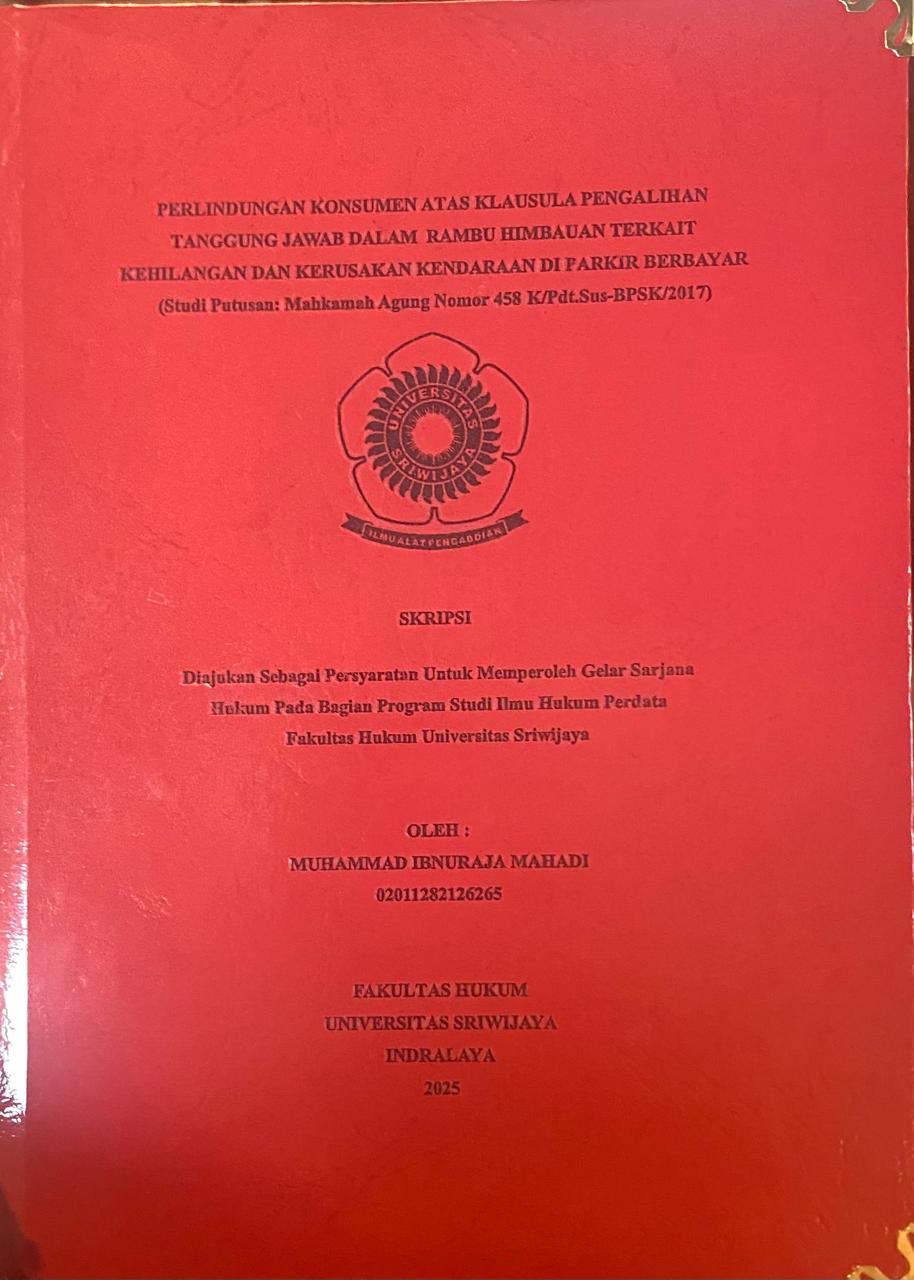 PERLINDUNGAN KONSUMEN ATAS KLAUSULA PENGALIHAN
TANGGUNG JAWAB DALAM RAMBU HIMBAUAN TERKAIT
KEHILANGAN DAN KERUSAKAN KENDARAAN DI PARKIR BERBAYAR
(Studi Putusan: Mahkamah Agung Nomor 458 K/Pdt.Sus-BPSK/2017)
UNIVERSITAS
SRIWIJAYA
ILMU ALAT PENGABDIAN
SKRIPSI
Diajukan Sebagai Persyaratan Untuk Memperoleh Gelar Sarjana
Hukum Pada Bagian Program Studi Ilmu Hukum Perdata
Fakultas Hukum Universitas Sriwijaya
OLEH :
MUHAMMAD IBNURAJA MAHADI
02011282126265
FAKULTAS HUKUM
UNIVERSITAS SRIWIJAYA
INDRALAYA
2025